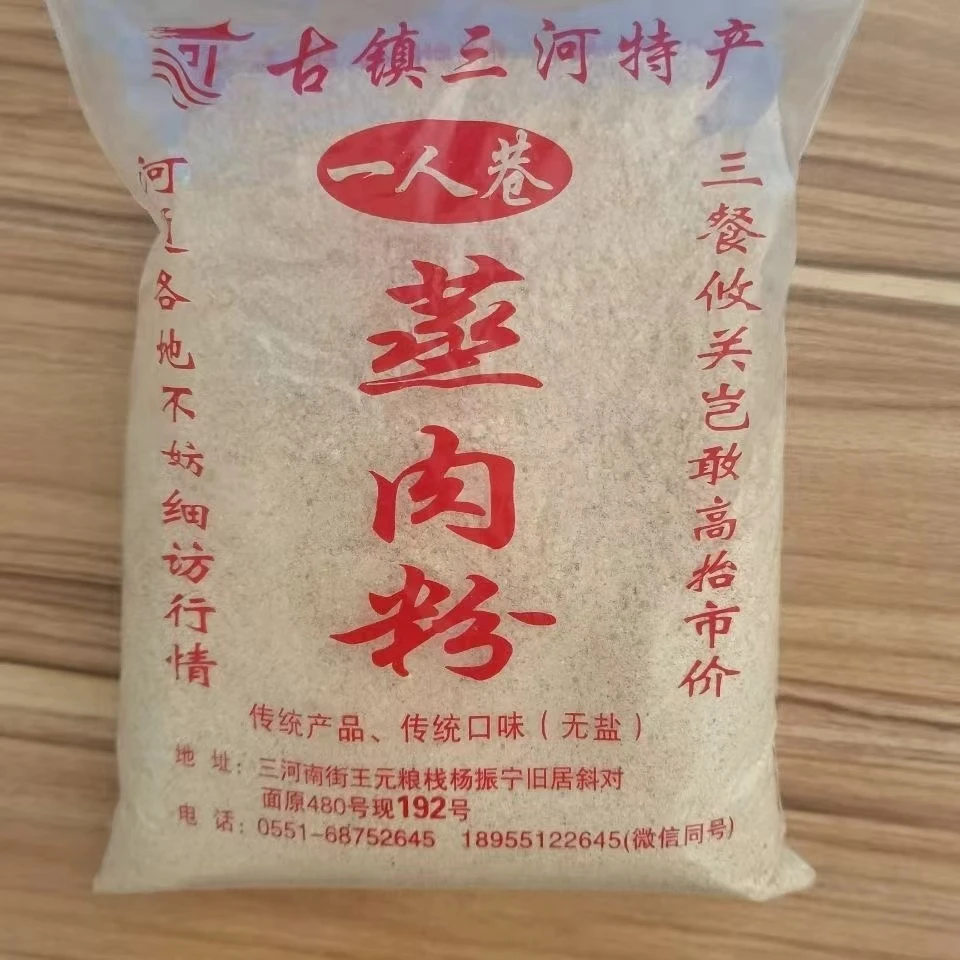 古镇三河特产
一人巷
三餐攸关岂敢高抬市价
河通各地不妨细访行情
蒸肉粉
传统产品、传统口味(无盐)
地 址:三河南街王元粮栈杨振宁旧居斜对
面原480号现192号
电 话:0551-68752645 18955122645(微信同号)